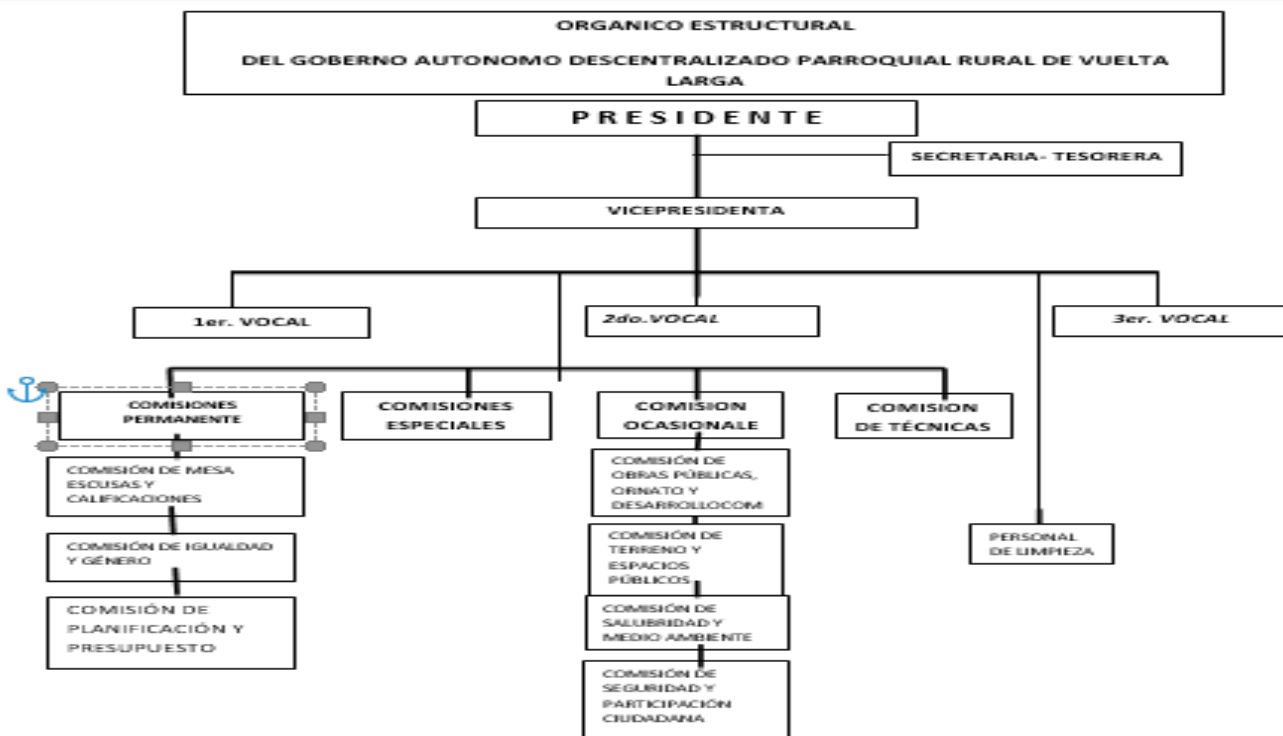 ORGANICO ESTRUCTURAL
DEL GOBERNO AUTONOMO DESCENTRALIZADO PARROQUIAL RURAL DE VUELTA
LARGA
PRESIDENTE
SECRETARIA- TESORERA
VICEPRESIDENTA
1er. VOCAL
2do.VOCAL
3er. VOCAL
COMISIONES
PERMANENTE
COMISIONES
ESPECIALES
COMISION
OCASIONALE
COMISION
DE TÉCNICAS
COMISIÓN DE MESA
ESCUSAS Y
CALIFICACIONES
COMISIÓN DE IGUALDAD
Y GÉNERO
COMISIÓN DE
PLANIFICACIÓN Y
PRESUPUESTO
COMISIÓN DE
OBRAS PÚBLICAS,
ORNATO Y
DESARROLLOCOM
COMISIÓN DE
TERRENO Y
ESPACIOS
PÚBLICOS
COMISIÓN DE
SALUBRIDAD Y
MEDIO AMBIENTE
COMISIÓN DE
SEGURIDAD Y
PARTICIPACIÓN
CIUDADANA
PERSONAL
DE LIMPIEZA